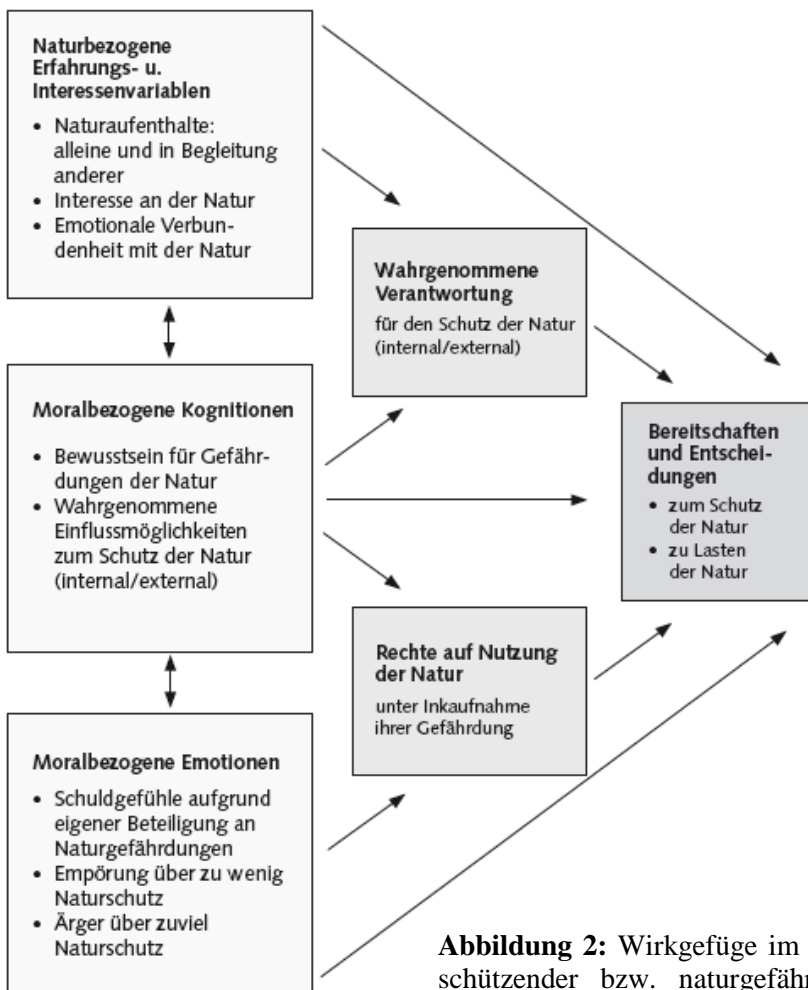 Naturbezogene
Erfahrungs- u.
Interessenvariablen
• Naturaufenthalte:
alleine und in Begleitung
anderer
• Interesse an der Natur
• Emotionale Verbun-
denheit mit der Natur
Wahrgenommene
Verantwortung
für den Schutz der Natur
(internal/external)
Moralbezogene Kognitionen
• Bewusstsein für Gefähr-
dungen der Natur
• Wahrgenommene
Einflussmöglichkeiten
zum Schutz der Natur
(internal/external)
Bereitschaften
und Entschei-
dungen
• zum Schutz
der Natur
• zu Lasten
der Natur
Rechte auf Nutzung
der Natur
unter Inkaufnahme
ihrer Gefährdung
Moralbezogene Emotionen
• Schuldgefühle aufgrund
eigener Beteiligung an
Naturgefährdungen
• Empörung über zu wenig
Naturschutz
• Ärger über zuviel
Naturschutz
Abbildung 2: Wirkgefüge im
schützender bzw. naturgefähr